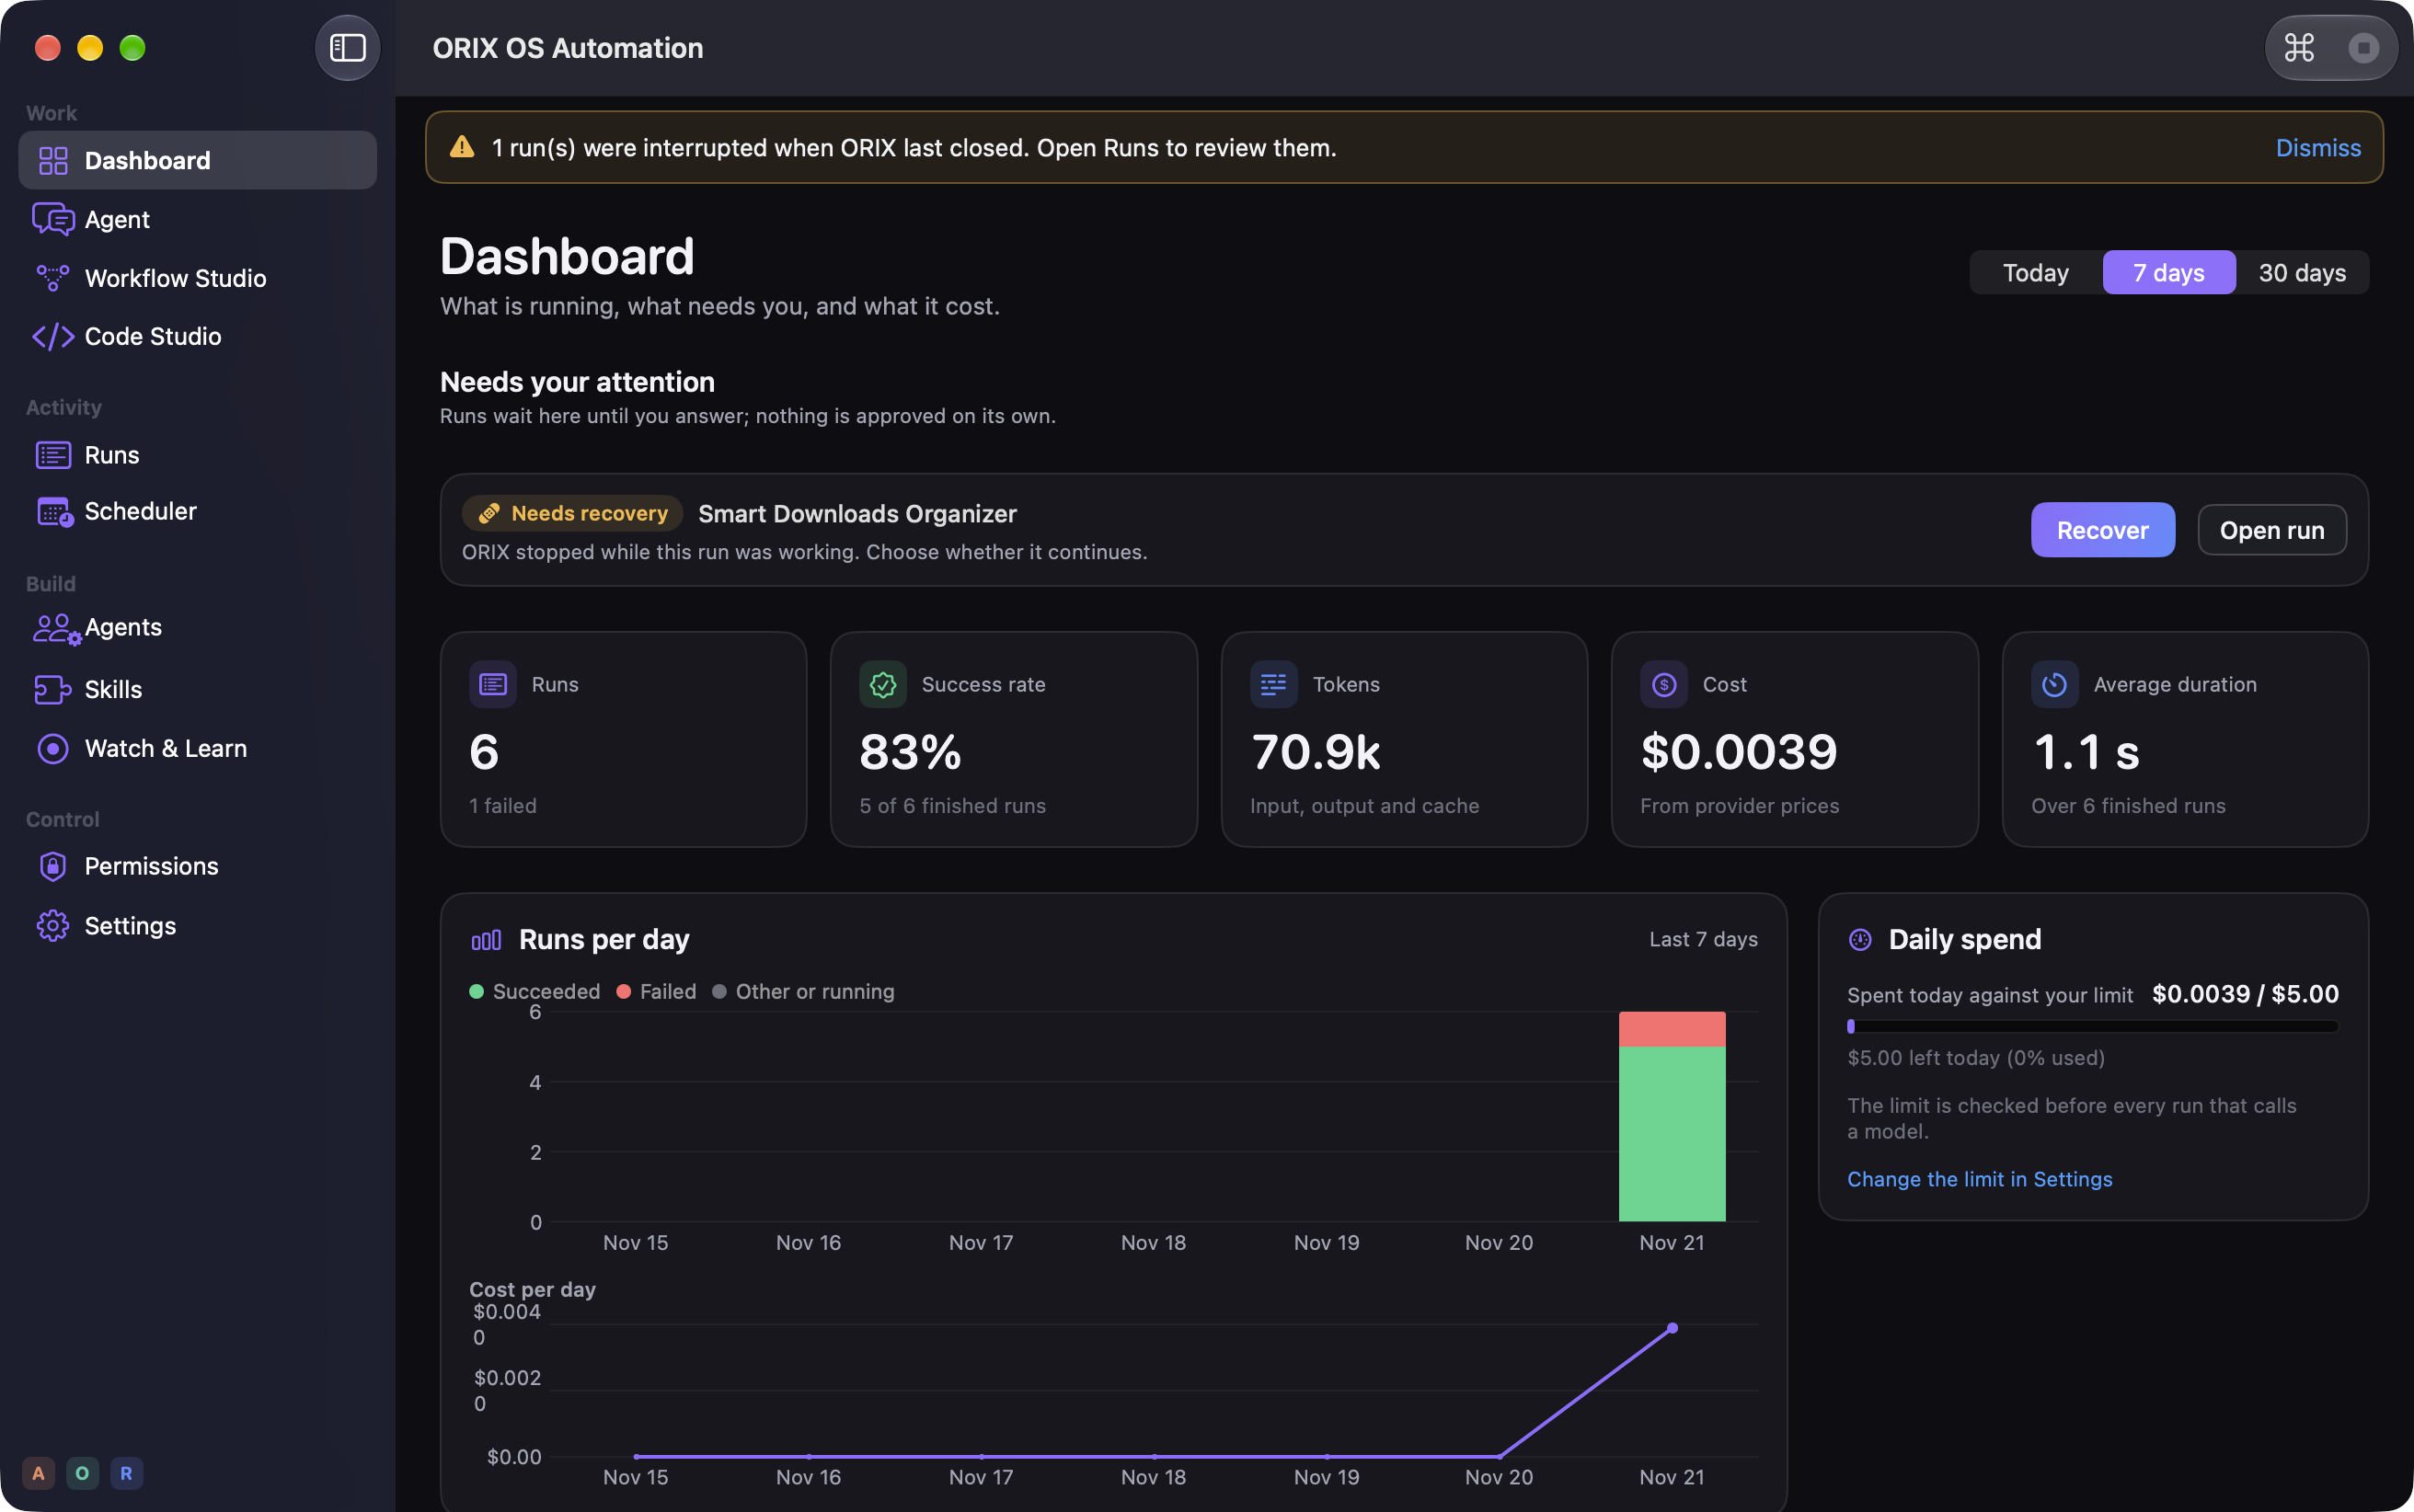 ORIX OS Automation
Work
Dashboard
Agent
Workflow Studio
Code Studio
Activity
Runs
Scheduler
Build
Agents
Skills
Watch & Learn
Control
Permissions
Settings
A O R
1 run(s) were interrupted when ORIX last closed. Open Runs to review them.
Dismiss
Dashboard
What is running, what needs you, and what it cost.
Today 7 days 30 days
Needs your attention
Runs wait here until you answer; nothing is approved on its own.
Needs recovery Smart Downloads Organizer
ORIX stopped while this run was working. Choose whether it continues.
Recover Open run
Runs
6
1 failed
Success rate
83%
5 of 6 finished runs
Tokens
70.9k
Input, output and cache
Cost
$0.0039
From provider prices
Average duration
1.1 s
Over 6 finished runs
Runs per day
Last 7 days
Succeeded Failed Other or running
6
4
2
0
Nov 15 Nov 16 Nov 17 Nov 18 Nov 19 Nov 20 Nov 21
Cost per day
$0.004
0
$0.002
0
$0.00
Nov 15 Nov 16 Nov 17 Nov 18 Nov 19 Nov 20 Nov 21
Daily spend
Spent today against your limit $0.0039 / $5.00
$5.00 left today (0% used)
The limit is checked before every run that calls
a model.
Change the limit in Settings